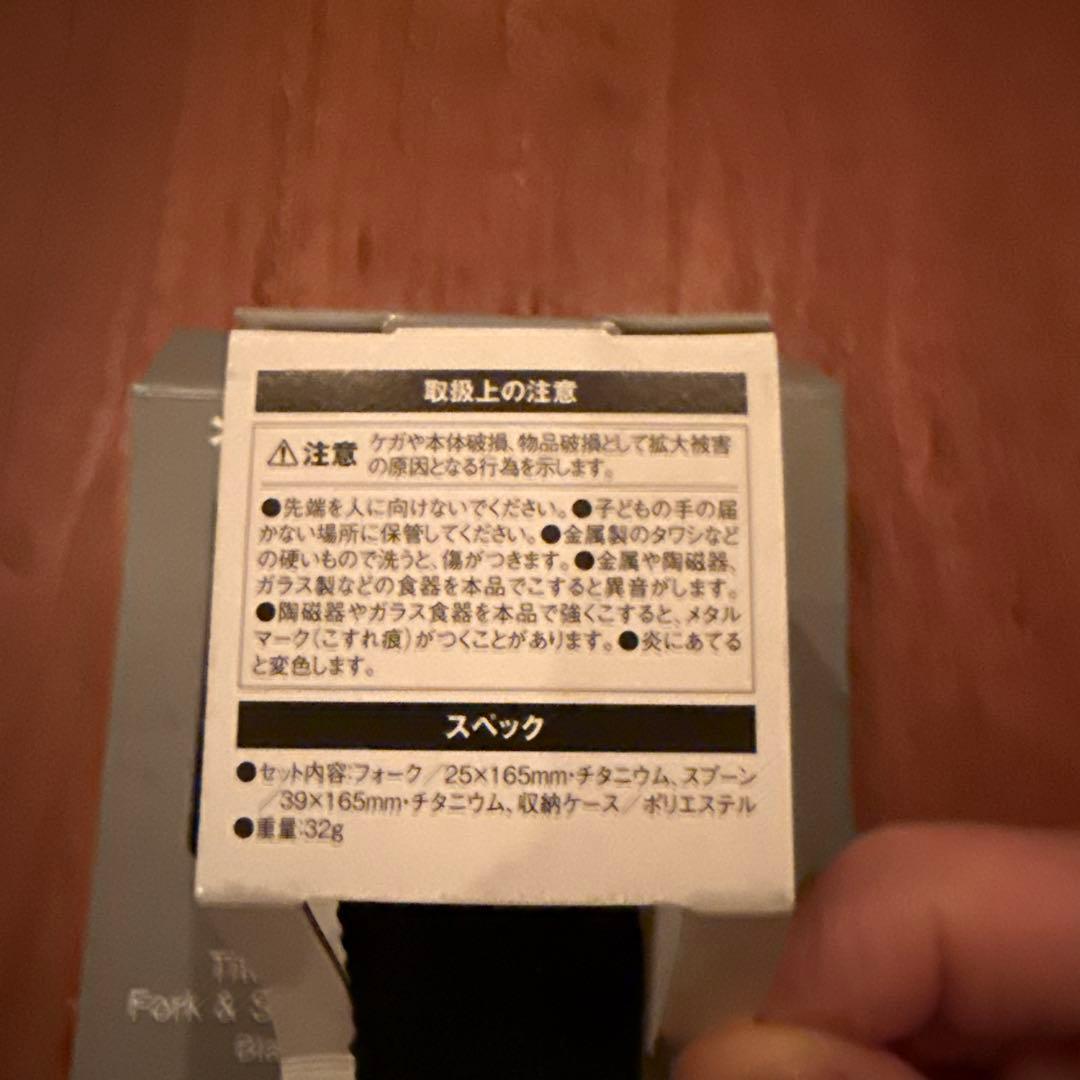 取扱上の注意
注意 ケガや本体破損、物品破損として拡大被害
の原因となる行為を示します。
●先端を人に向けないでください。●子どもの手の届
かない場所に保管してください。●金属製のタワシなど
の硬いもので洗うと、傷がつきます。●金属や陶磁器、
ガラス製などの食器を本品でこすると異音がします。
●陶磁器やガラス食器を本品で強くこすると、メタル
マーク(こすれ痕)がつくことがあります。●炎にあてる
と変色します。
スペック
●セット内容:フォーク/25×165mm・チタニウム、スプーン
/39×165mm・チタニウム、収納ケース/ポリエステル
●重量:32g
Fork &